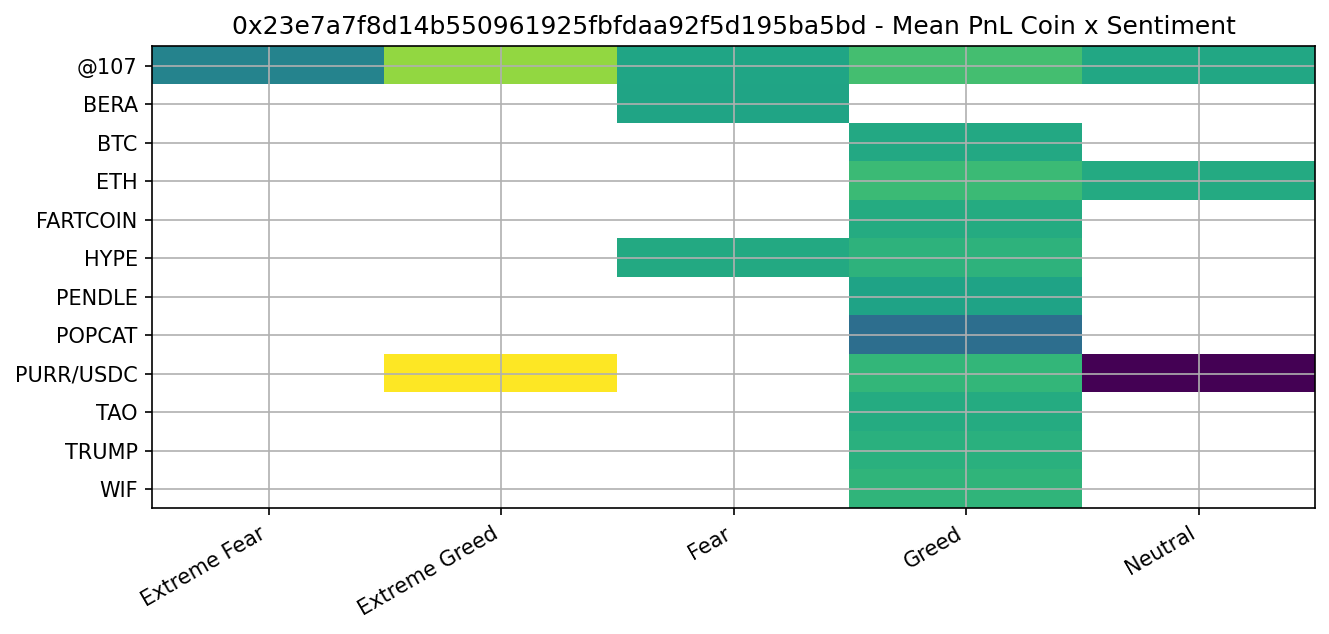 0x23e7a7f8d14b550961925fbfdaa92f5d195ba5bd - Mean PnL Coin x Sentiment
@107
BERA
BTC
ETH
FARTCOIN
HYPE
PENDLE
POPCAT
PURR/USDC
TAO
TRUMP
WIF
Extreme Fear
Extreme Greed
Fear
Greed
Neutral